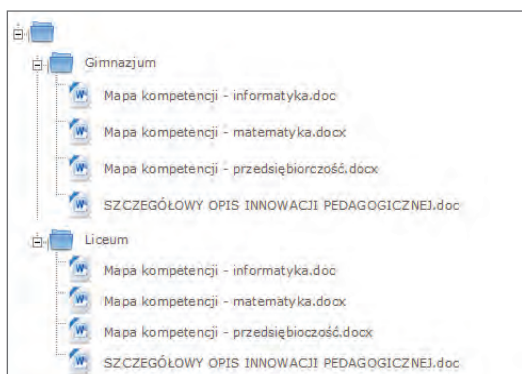 Gimnazjum
Mapa kompetencji - informatyka.doc
Mapa kompetencji - matematyka.docx
Mapa kompetencji - przedsiębiorczość.docx
SZCZEGÓŁOWY OPIS INNOWACJI PEDAGOGICZNEJ.doc
Liceum
Mapa kompetencji - informatyka.doc
Mapa kompetencji - matematyka.docx
Mapa kompetencji - przedsiębioczość.docx
SZCZEGÓŁOWY OPIS INNOWACJI PEDAGOGICZNEJ.doc